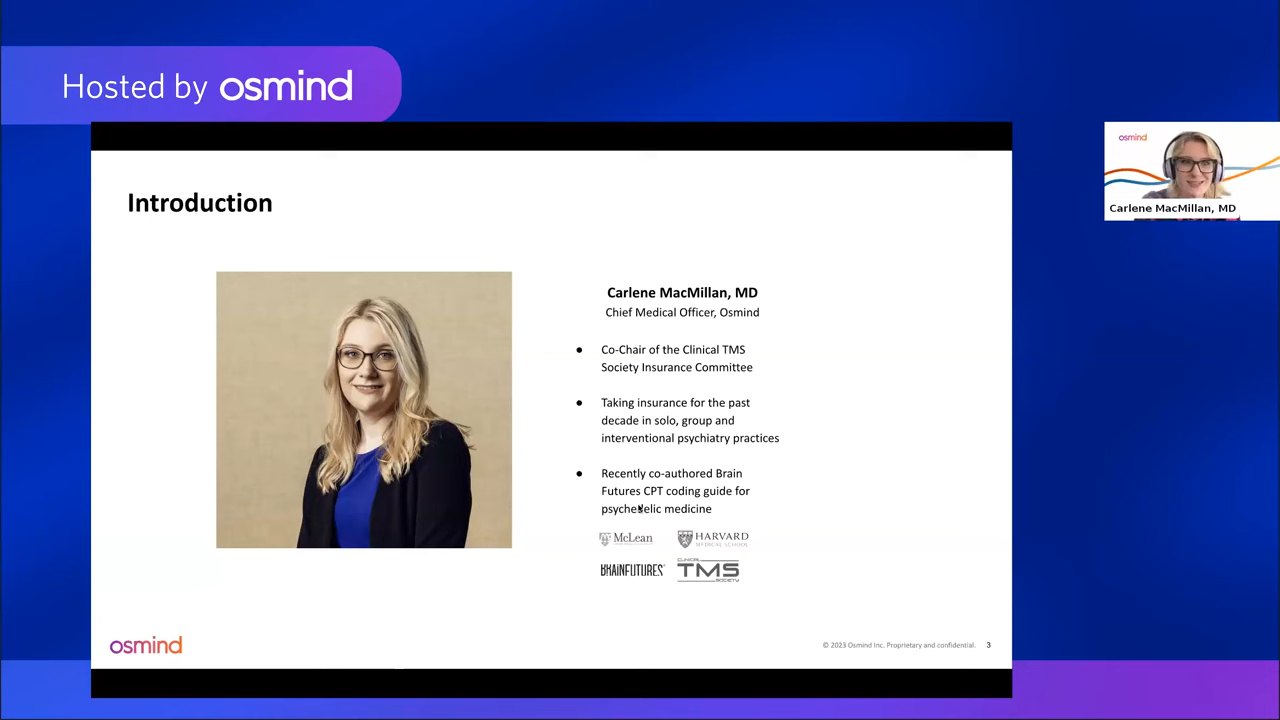 Hosted by osmind
osmind
Carlene MacMillan, MD
Introduction
Carlene MacMillan, MD
Chief Medical Officer, Osmind
● Co-Chair of the Clinical TMS
Society Insurance Committee
● Taking insurance for the past
decade in solo, group and
interventional psychiatry practices
● Recently co-authored Brain
Futures CPT coding guide for
psychedelic medicine
McLean
HARVARD
MEDICAL SCHOOL
BRAINFUTURES
CLINICAL
TMS
SOCIETY
osmind
© 2023 Osmind Inc. Proprietary and confidential. 3